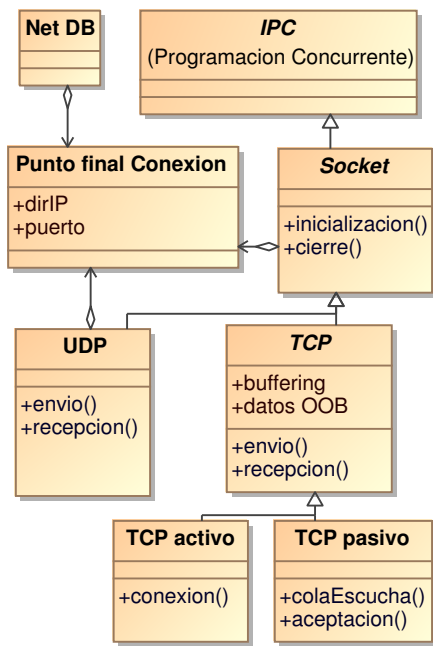 Net DB
IPC
(Programacion Concurrente)
Punto final Conexion
+dirIP
+puerto
Socket
+inicializacion()
+cierre()
UDP
+envio()
+recepcion()
TCP
+buffering
+datos OOB
+envio()
+recepcion()
TCP activo
+conexion()
TCP pasivo
+colaEscucha()
+aceptacion()